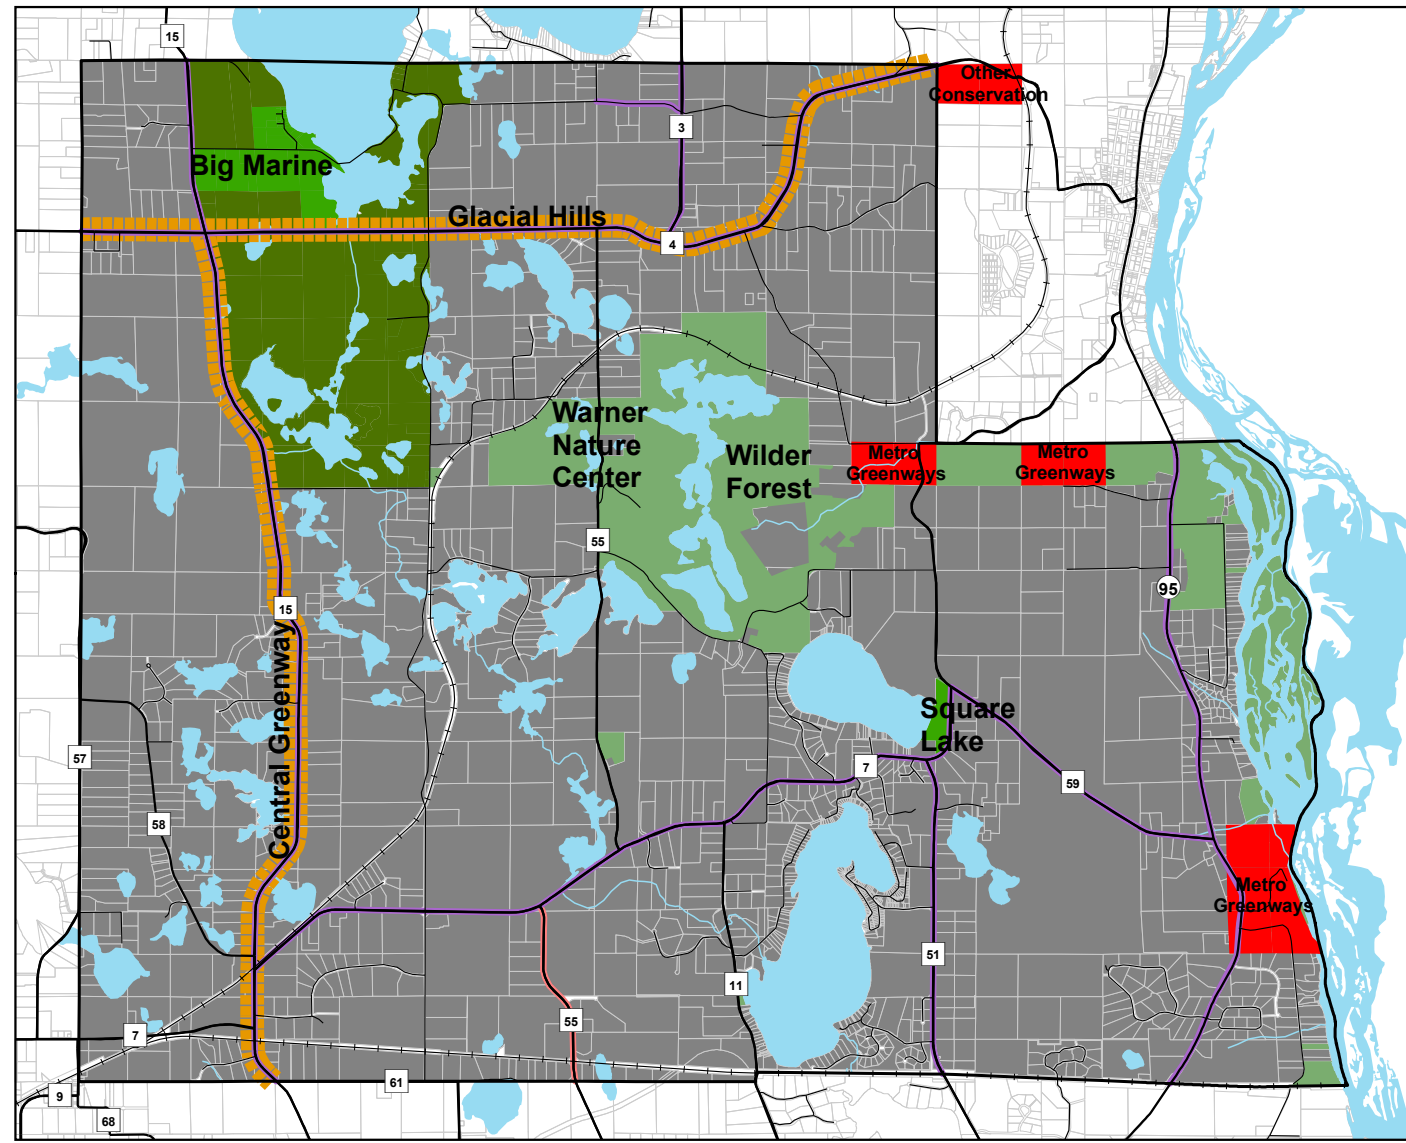 15
Other
Conservation
3
Big Marine
Glacial Hills
4
Warner
Nature
Center
Wilder
Forest
Metro
Greenways
Metro
Greenways
55
95
15
Central Greenway
Square
Lake
57
7
59
58
Metro
Greenways
51
11
55
7
61
9
68